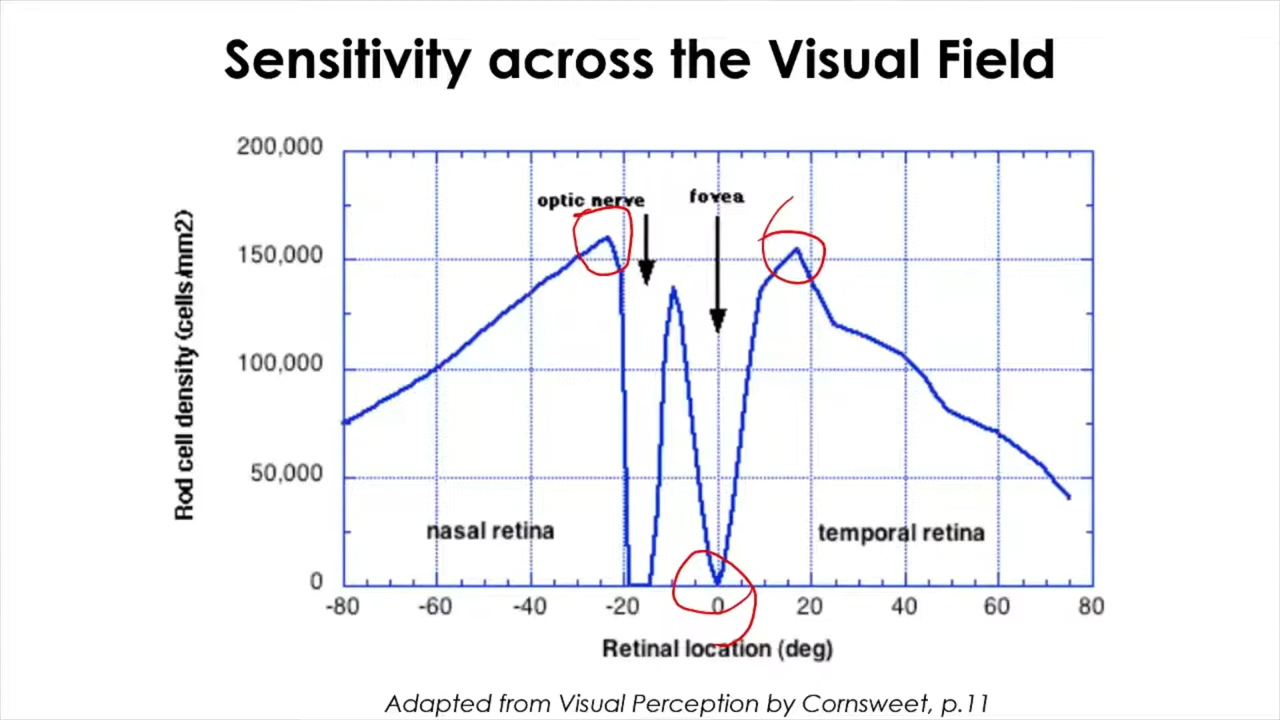 Sensitivity across the Visual Field
200,000
150,000
100,000
50,000
0
Rod cell density (cells/mm2)
optic nerve
fovea
nasal retina
temporal retina
-80 -60 -40 -20 0 20 40 60 80
Retinal location (deg)
Adapted from Visual Perception by Cornsweet, p.11